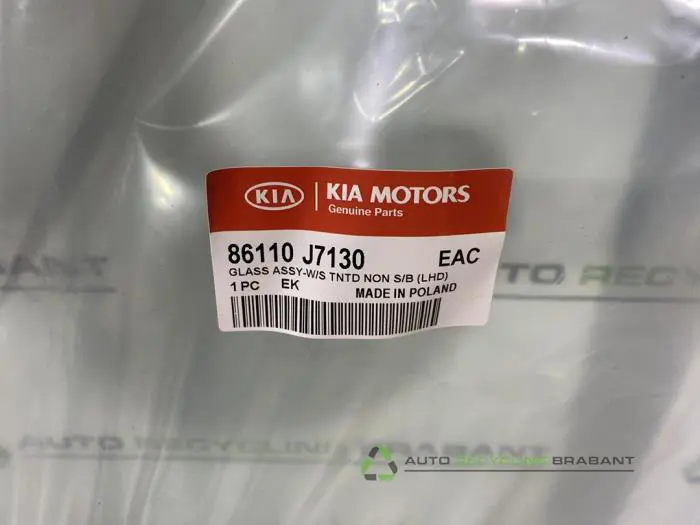 KIA KIA MOTORS
Genuine Parts
86110 J7130 EAC
GLASS ASSY-W/S TNTD NON S/B (LHD)
1 PC EK MADE IN POLAND
AUTO RECYCLING BRABANT